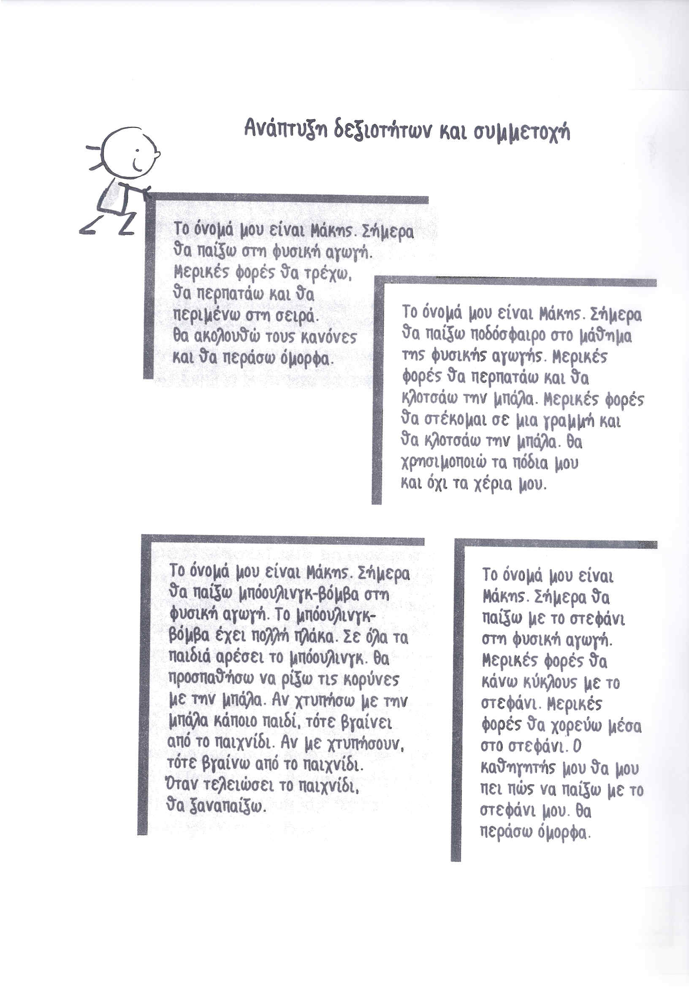 Ανάπτυξη δεξιοτήτων και συμμετοχή
Το όνομά μου είναι Μάκης. Σήμερα
θα παίξω στη φυσική αγωγή.
Μερικές φορές θα τρέχω,
θα περπατάω και θα
περιμένω στη σειρά.
Θα ακολουθώ τους κανόνες
και θα περάσω όμορφα.
Το όνομά μου είναι Μάκης. Σήμερα
θα παίξω ποδόσφαιρο στο μάθημα
της φυσικής αγωγής. Μερικές
φορές θα περπατάω και θα
κλοτσάω την μπάλα. Μερικές φορές
θα στέκομαι σε μια γραμμή και
θα κλοτσάω την μπάλα. Θα
χρησιμοποιώ τα πόδια μου
και όχι τα χέρια μου.
Το όνομά μου είναι Μάκης. Σήμερα
θα παίξω μπόουλινγκ-βόμβα στη
φυσική αγωγή. Το μπόουλινγκ-
βόμβα έχει πολλή πλάκα. Σε όλα τα
παιδιά αρέσει το μπόουλινγκ. Θα
προσπαθήσω να ρίξω τις κορύνες
με την μπάλα. Αν χτυπήσω με την
μπάλα κάποιο παιδί, τότε βγαίνει
από το παιχνίδι. Αν με χτυπήσουν,
τότε βγαίνω από το παιχνίδι.
Όταν τελειώσει το παιχνίδι,
θα ξαναπαίξω.
Το όνομά μου είναι
Μάκης. Σήμερα θα
παίξω με το στεφάνι
στη φυσική αγωγή.
Μερικές φορές θα
κάνω κύκλους με το
στεφάνι. Μερικές
φορές θα χορεύω μέσα
στο στεφάνι. Ο
καθηγητής μου θα μου
πει πώς να παίξω με το
στεφάνι μου. Θα
περάσω όμορφα.